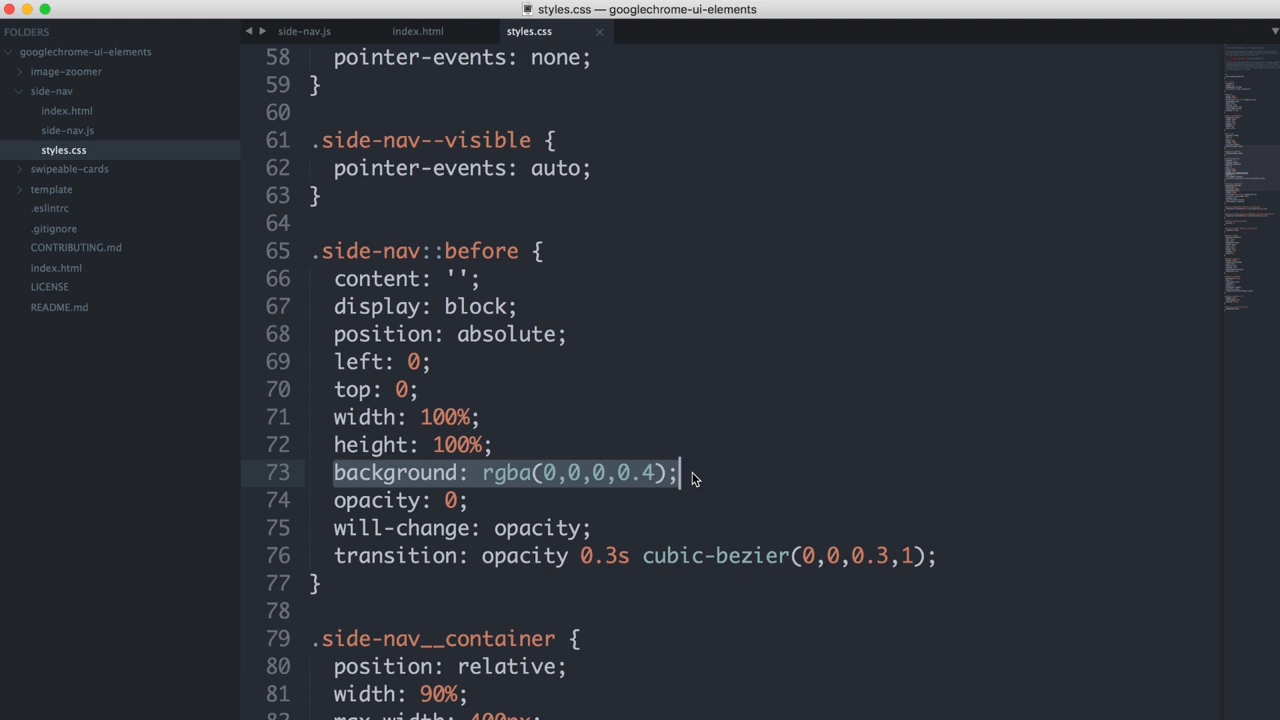 styles.css — googlechrome-ui-elements
FOLDERS
googlechrome-ui-elements
image-zoomer
side-nav
index.html
side-nav.js
styles.css
swipeable-cards
template
.eslintrc
.gitignore
CONTRIBUTING.md
index.html
LICENSE
README.md
side-nav.js index.html styles.css
58 pointer-events: none;
59 }
60
61 .side-nav--visible {
62 pointer-events: auto;
63 }
64
65 .side-nav::before {
66 content: '';
67 display: block;
68 position: absolute;
69 left: 0;
70 top: 0;
71 width: 100%;
72 height: 100%;
73 background: rgba(0,0,0,0.4);
74 opacity: 0;
75 will-change: opacity;
76 transition: opacity 0.3s cubic-bezier(0,0,0.3,1);
77 }
78
79 .side-nav__container {
80 position: relative;
81 width: 90%;
82 max-width: 400px;